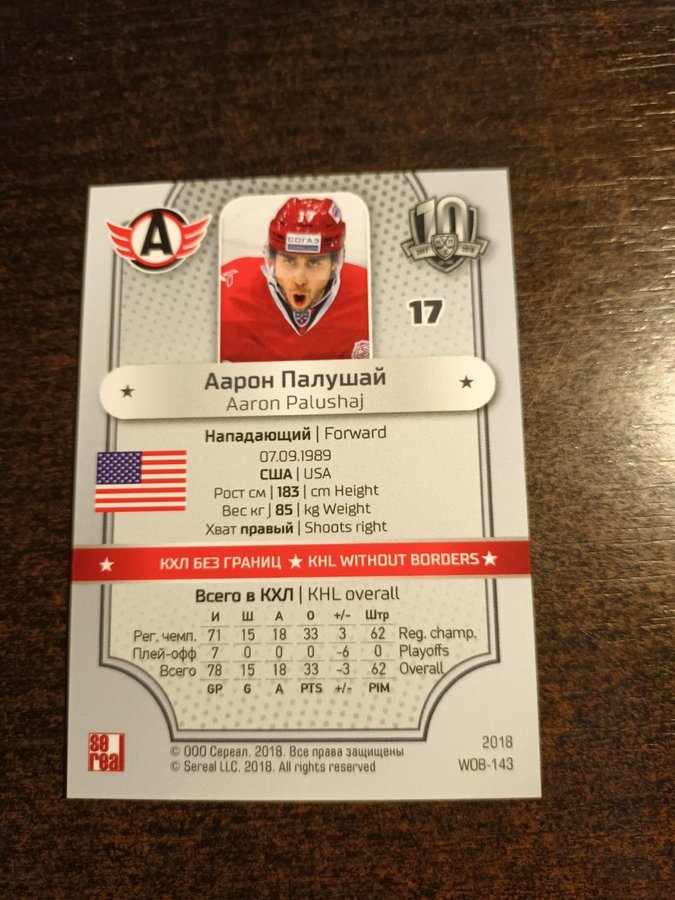 A
17
СОГАЗ
10
17
Аарон Палушай
Aaron Palushaj
Нападающий | Forward
07.09.1989
США | USA
Рост см | 183 | cm Height
Вес кг | 85 | kg Weight
Хват правый | Shoots right
КХЛ БЕЗ ГРАНИЦ ★ KHL WITHOUT BORDERS
Всего в КХЛ | KHL overall
И Ш А О +/- Штр
Рег. чемп. 71 15 18 33 3 62 Reg. champ.
Плей-офф 7 0 0 0 -6 0 Playoffs
Всего 78 15 18 33 -3 62 Overall
GP G A PTS +/- PIM
se real
© ООО Сереал. 2018. Все права защищены
© Sereal LLC. 2018. All rights reserved
2018
WOB-143